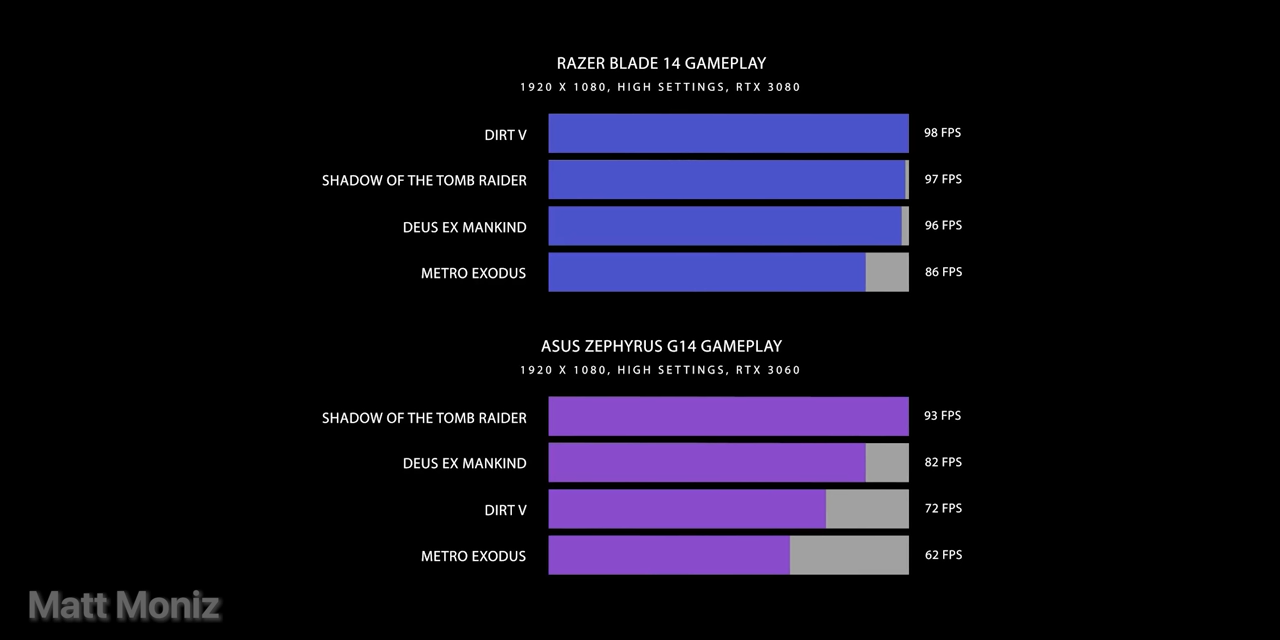 RAZER BLADE 14 GAMEPLAY
1920 X 1080, HIGH SETTINGS, RTX 3080
DIRT V 98 FPS
SHADOW OF THE TOMB RAIDER 97 FPS
DEUS EX MANKIND 96 FPS
METRO EXODUS 86 FPS
ASUS ZEPHYRUS G14 GAMEPLAY
1920 X 1080, HIGH SETTINGS, RTX 3060
SHADOW OF THE TOMB RAIDER 93 FPS
DEUS EX MANKIND 82 FPS
DIRT V 72 FPS
METRO EXODUS 62 FPS
Matt Moniz